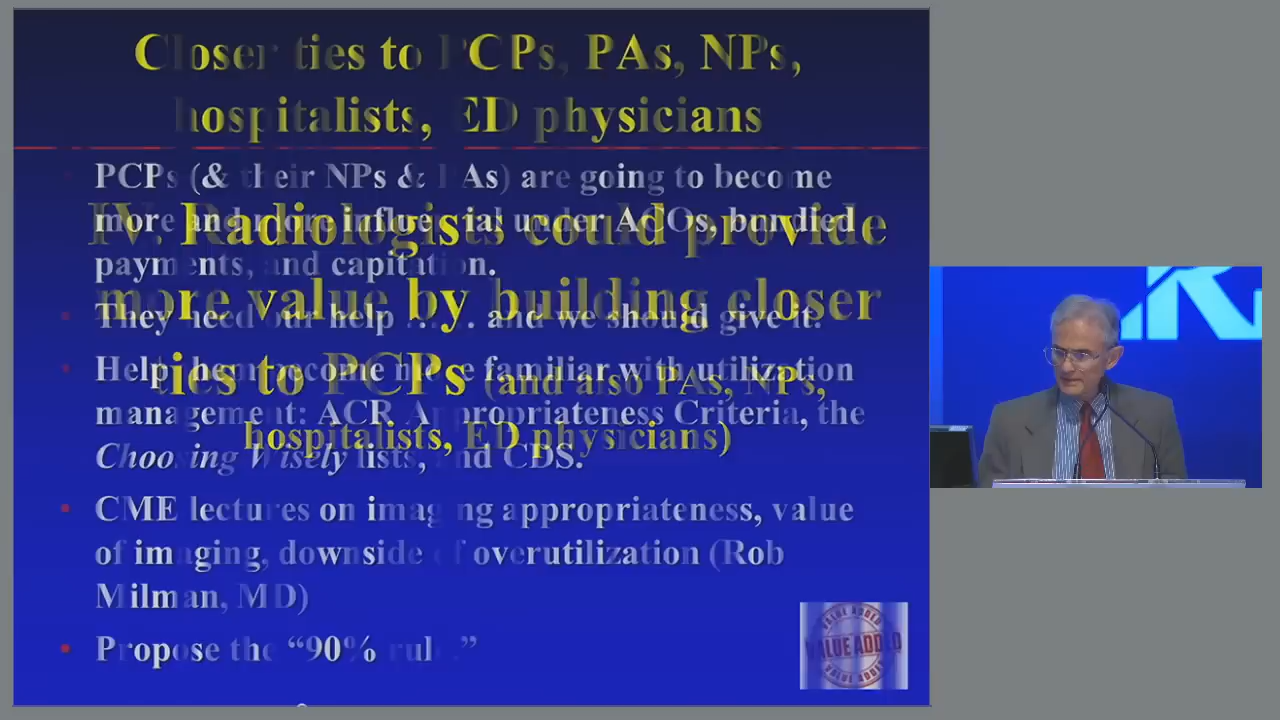 Closer ties to PCPs, PAs, NPs,
hospitalists, ED physicians
PCPs (& their NPs & PAs) are going to become
more and more influential under ACOs, bundled
payments, and capitation.
They need our help . . . . and we should give it.
Help them become more familiar with utilization
management: ACR Appropriateness Criteria, the
Choosing Wisely lists, and CDS.
CME lectures on imaging appropriateness, value
of imaging, downside of overutilization (Rob
Milman, MD)
Propose the “90% rule.”
IV. Radiologists could provide
more value by building closer
ties to PCPs (and also PAs, NPs,
hospitalists, ED physicians)
VALUE ADDED
VALUE ADDED
VALUE ADDED